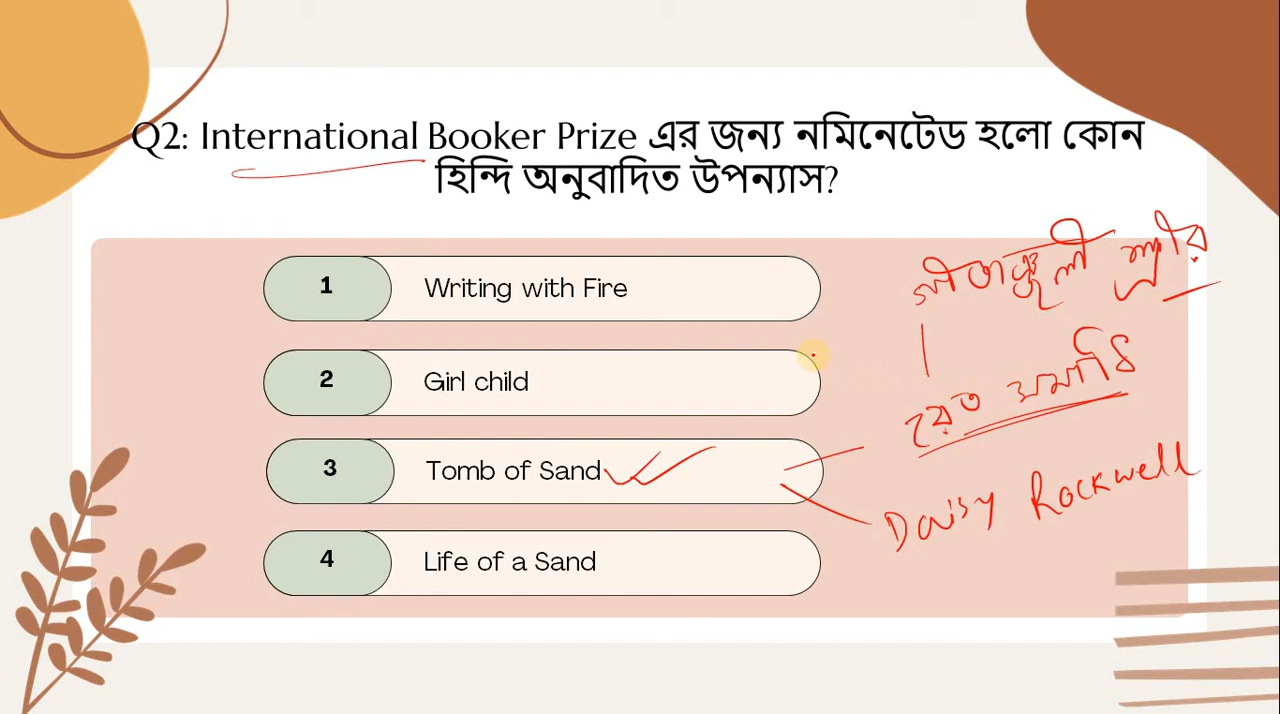 Q2: International Booker Prize এর জন্য নমিনেটেড হলো কোন
হিন্দি অনুবাদিত উপন্যাস?
1 Writing with Fire
2 Girl child
3 Tomb of Sand
4 Life of a Sand
গীতাঞ্জলী শ্রীর
রেত সমাধি
Daisy Rockwell